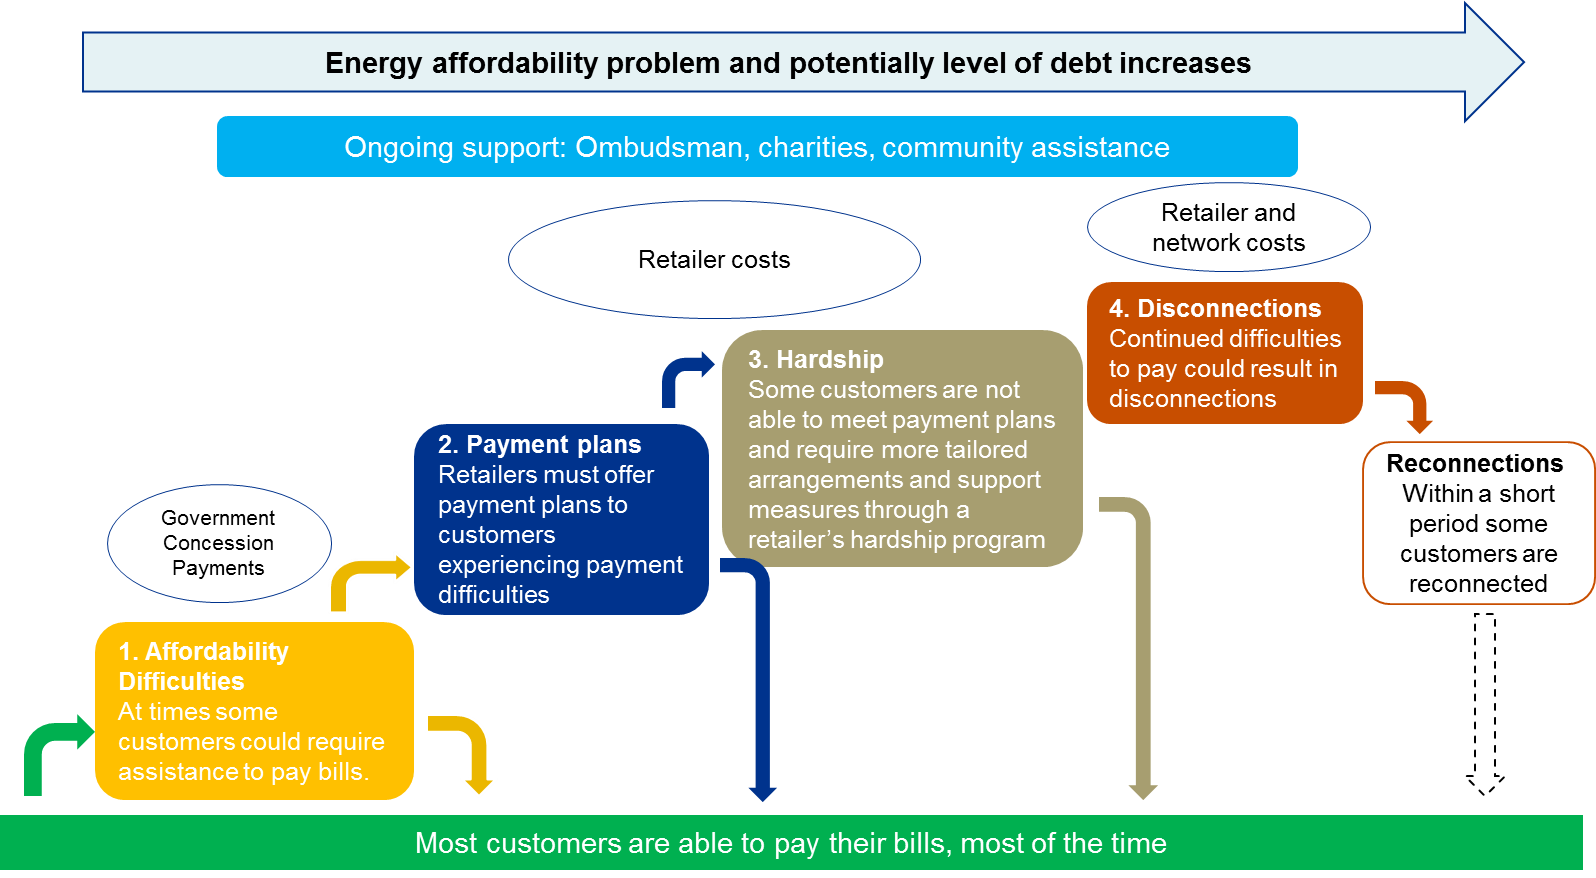 Energy affordability problem and potentially level of debt increases
Ongoing support: Ombudsman, charities, community assistance
Retailer and
network costs
Retailer costs
4. Disconnections
Continued difficulties
to pay could result in
disconnections
3. Hardship
Some customers are not
able to meet payment plans
and require more tailored
arrangements and support
measures through a
retailer's hardship program
2. Payment plans
Retailers must offer
payment plans to
customers
experiencing payment
difficulties
Reconnections
Within a short
period some
customers are
reconnected
Government
Concession
Payments
1. Affordability
Difficulties
At times some
customers could require
assistance to pay bills.
Most customers are able to pay their bills, most of the time